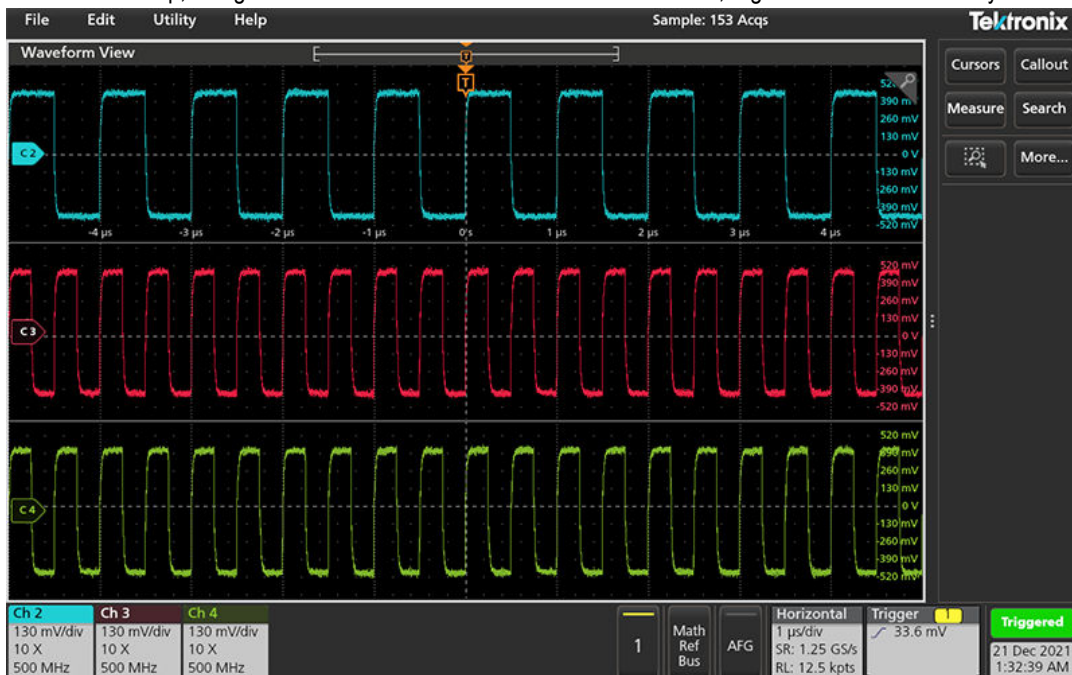 File Edit Utility Help Sample: 153 Acqs Tektronix
Waveform View
T
T
Cursors Callout
Measure Search
More...
C 2
390 m
260 mV
130 mV
0 V
-130 mV
-260 mV
-390 mV
-520 mV
-4 µs -3 µs -2 µs -1 µs 0 s 1 µs 2 µs 3 µs 4 µs
C 3
520 mV
390 mV
260 mV
130 mV
0 V
-130 mV
-260 mV
-390 mV
-520 mV
C 4
520 mV
390 mV
260 mV
130 mV
0 V
-130 mV
-260 mV
-390 mV
-520 mV
Ch 2
130 mV/div
10 X
500 MHz
Ch 3
130 mV/div
10 X
500 MHz
Ch 4
130 mV/div
10 X
500 MHz
1
Math
Ref
Bus
AFG
Horizontal
1 µs/div
SR: 1.25 GS/s
RL: 12.5 kpts
Trigger 1
33.6 mV
Triggered
21 Dec 2021
1:32:39 AM